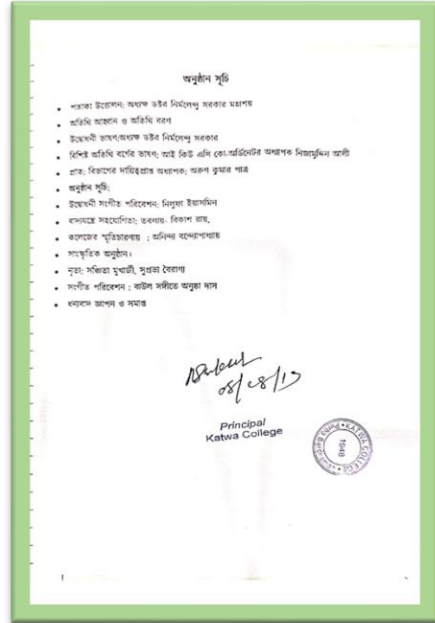 অনুষ্ঠান সূচি
• পতাকা উত্তোলন: অধ্যক্ষ ডক্টর নির্মলেন্দু সরকার মহাশয়
• অতিথি আহ্বান ও অতিথি বরণ
• উদ্বোধনী ভাষণ:অধ্যক্ষ ডক্টর নির্মলেন্দু সরকার
• বিশিষ্ট অতিথি বর্গের ভাষণ: আই কিউ এসি কো-অর্ডিনেটর অধ্যাপক নিজামুদ্দিন আলী
• প্রাত: বিভাগের দায়িত্বপ্রাপ্ত অধ্যাপক: অরুণ কুমার পাত্র
• অনুষ্ঠান সূচি:
• উদ্বোধনী সংগীত পরিবেশন: নিলুফা ইয়াসমিন
• বাদ্যযন্ত্রে সহযোগিতা: তবলায়- বিকাশ রায়,
• কলেজের স্মৃতিচারণায় : অনিন্দ্য বন্দ্যোপাধ্যায়
• সাংস্কৃতিক অনুষ্ঠান।
• নৃত্য: সঞ্চিতা মুখার্জী, সুপ্রভা বৈরাগ্য
• সংগীত পরিবেশন : বাউল সঙ্গীতে অনুষ্কা দাস
• ধন্যবাদ জ্ঞাপন ও সমাপ্ত
Principal
Katwa College
KATWA COLLEGE
1948